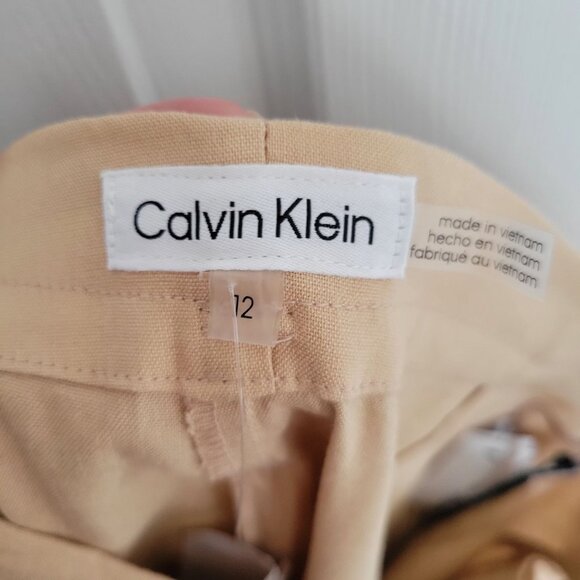 Calvin Klein
made in vietnam
hecho en vietnam
fabrique au vietnam
12